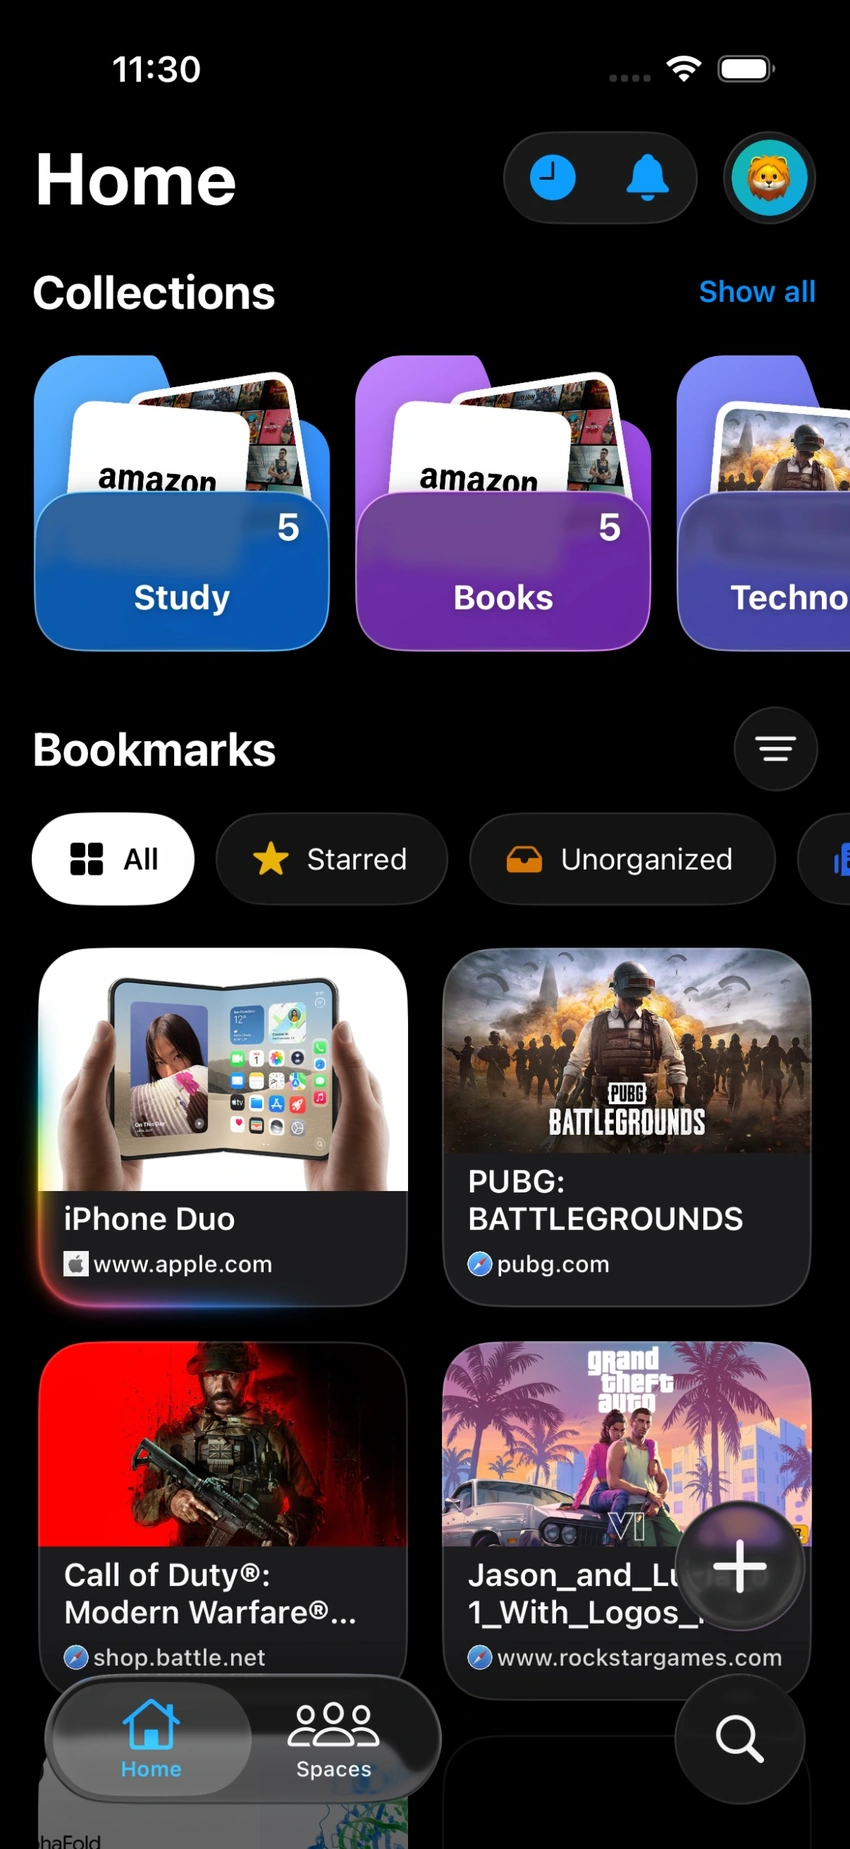 11:30
Home
Collections
Show all
amazon
5
Study
amazon
5
Books
Techno
Bookmarks
All
Starred
Unorganized
iPhone Duo
www.apple.com
PUBG
BATTLEGROUNDS
PUBG:
BATTLEGROUNDS
pubg.com
Call of Duty®:
Modern Warfare®...
shop.battle.net
grand
theft
auto
VI
Jason_and_Lu
1_With_Logos_
www.rockstargames.com
Home
Spaces
haFold